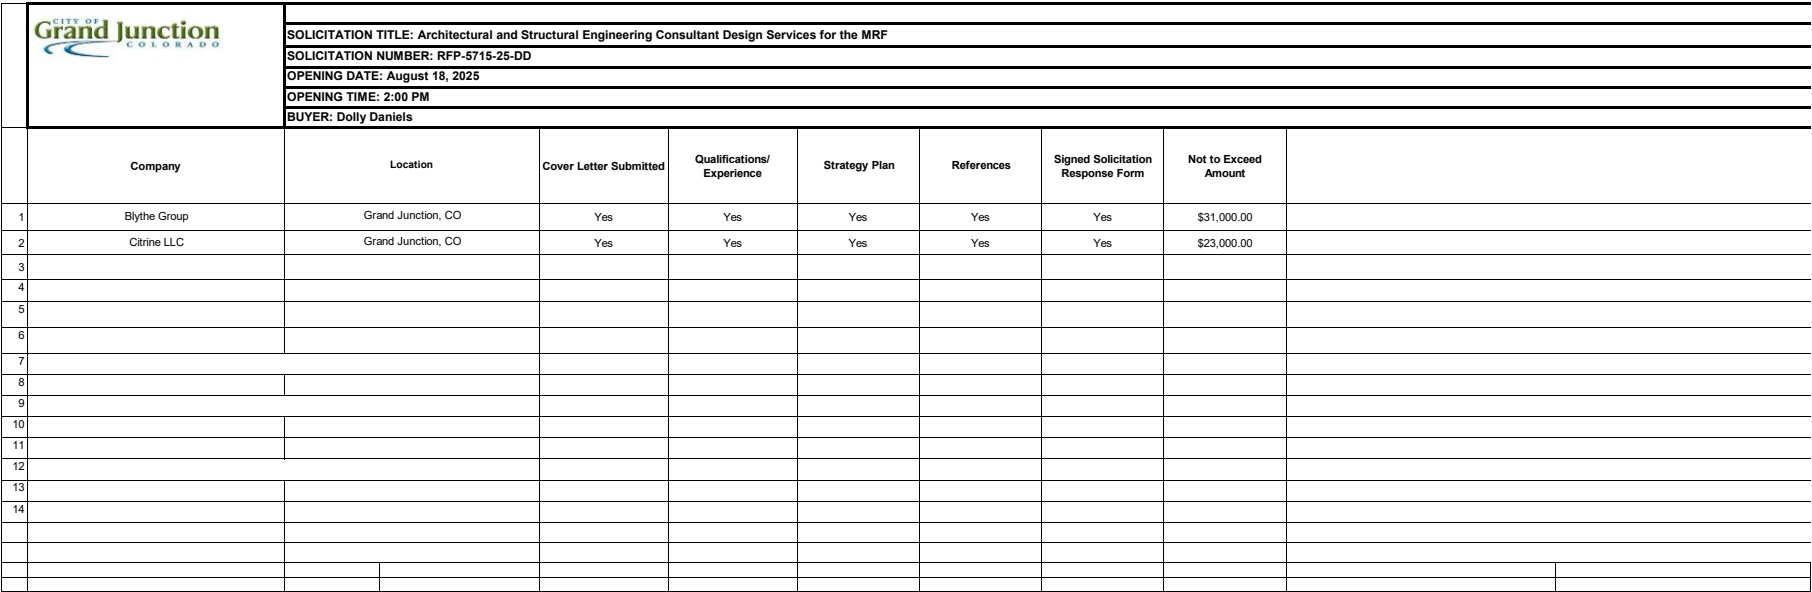 CITY OF
Grand Junction
COLORADO
SOLICITATION TITLE: Architectural and Structural Engineering Consultant Design Services for the MRF
SOLICITATION NUMBER: RFP-5715-25-DD
OPENING DATE: August 18, 2025
OPENING TIME: 2:00 PM
BUYER: Dolly Daniels
Company Location Cover Letter Submitted Qualifications/ Experience Strategy Plan References Signed Solicitation Response Form Not to Exceed Amount
1 Blythe Group Grand Junction, CO Yes Yes Yes Yes Yes $31,000.00
2 Citrine LLC Grand Junction, CO Yes Yes Yes Yes Yes $23,000.00
3
4
5
6
7
8
9
10
11
12
13
14